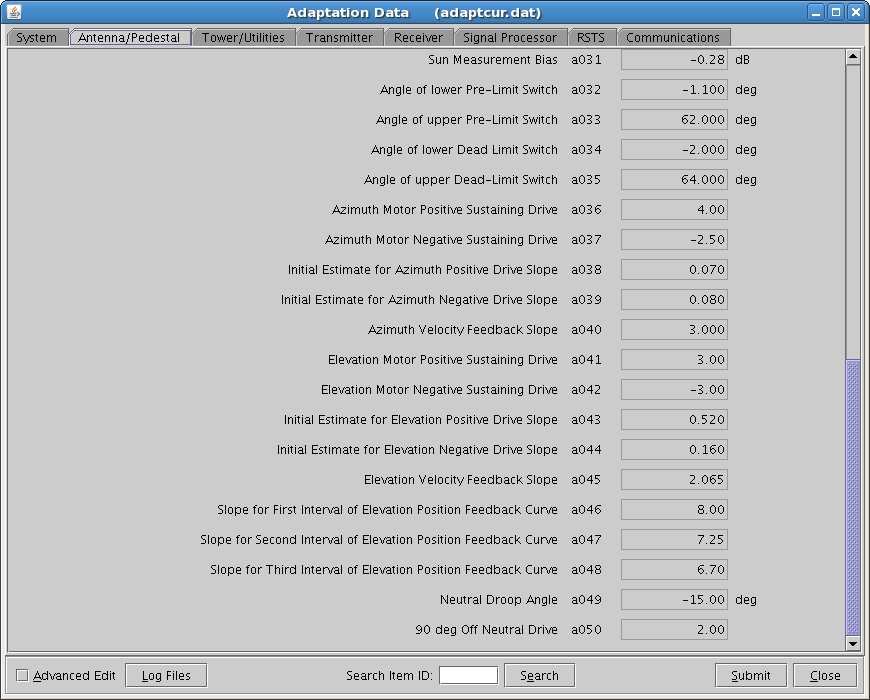 Adaptation Data (adaptcur.dat)
System Antenna/Pedestal Tower/Utilities Transmitter Receiver Signal Processor RSTS Communications
Sun Measurement Bias a031 −0.28 dB
Angle of lower Pre−Limit Switch a032 −1.100 deg
Angle of upper Pre−Limit Switch a033 62.000 deg
Angle of lower Dead Limit Switch a034 −2.000 deg
Angle of upper Dead−Limit Switch a035 64.000 deg
Azimuth Motor Positive Sustaining Drive a036 4.00
Azimuth Motor Negative Sustaining Drive a037 −2.50
Initial Estimate for Azimuth Positive Drive Slope a038 0.070
Initial Estimate for Azimuth Negative Drive Slope a039 0.080
Azimuth Velocity Feedback Slope a040 3.000
Elevation Motor Positive Sustaining Drive a041 3.00
Elevation Motor Negative Sustaining Drive a042 −3.00
Initial Estimate for Elevation Positive Drive Slope a043 0.520
Initial Estimate for Elevation Negative Drive Slope a044 0.160
Elevation Velocity Feedback Slope a045 2.065
Slope for First Interval of Elevation Position Feedback Curve a046 8.00
Slope for Second Interval of Elevation Position Feedback Curve a047 7.25
Slope for Third Interval of Elevation Position Feedback Curve a048 6.70
Neutral Droop Angle a049 −15.00 deg
90 deg Off Neutral Drive a050 2.00
Advanced Edit Log Files Search Item ID: Search Submit Close